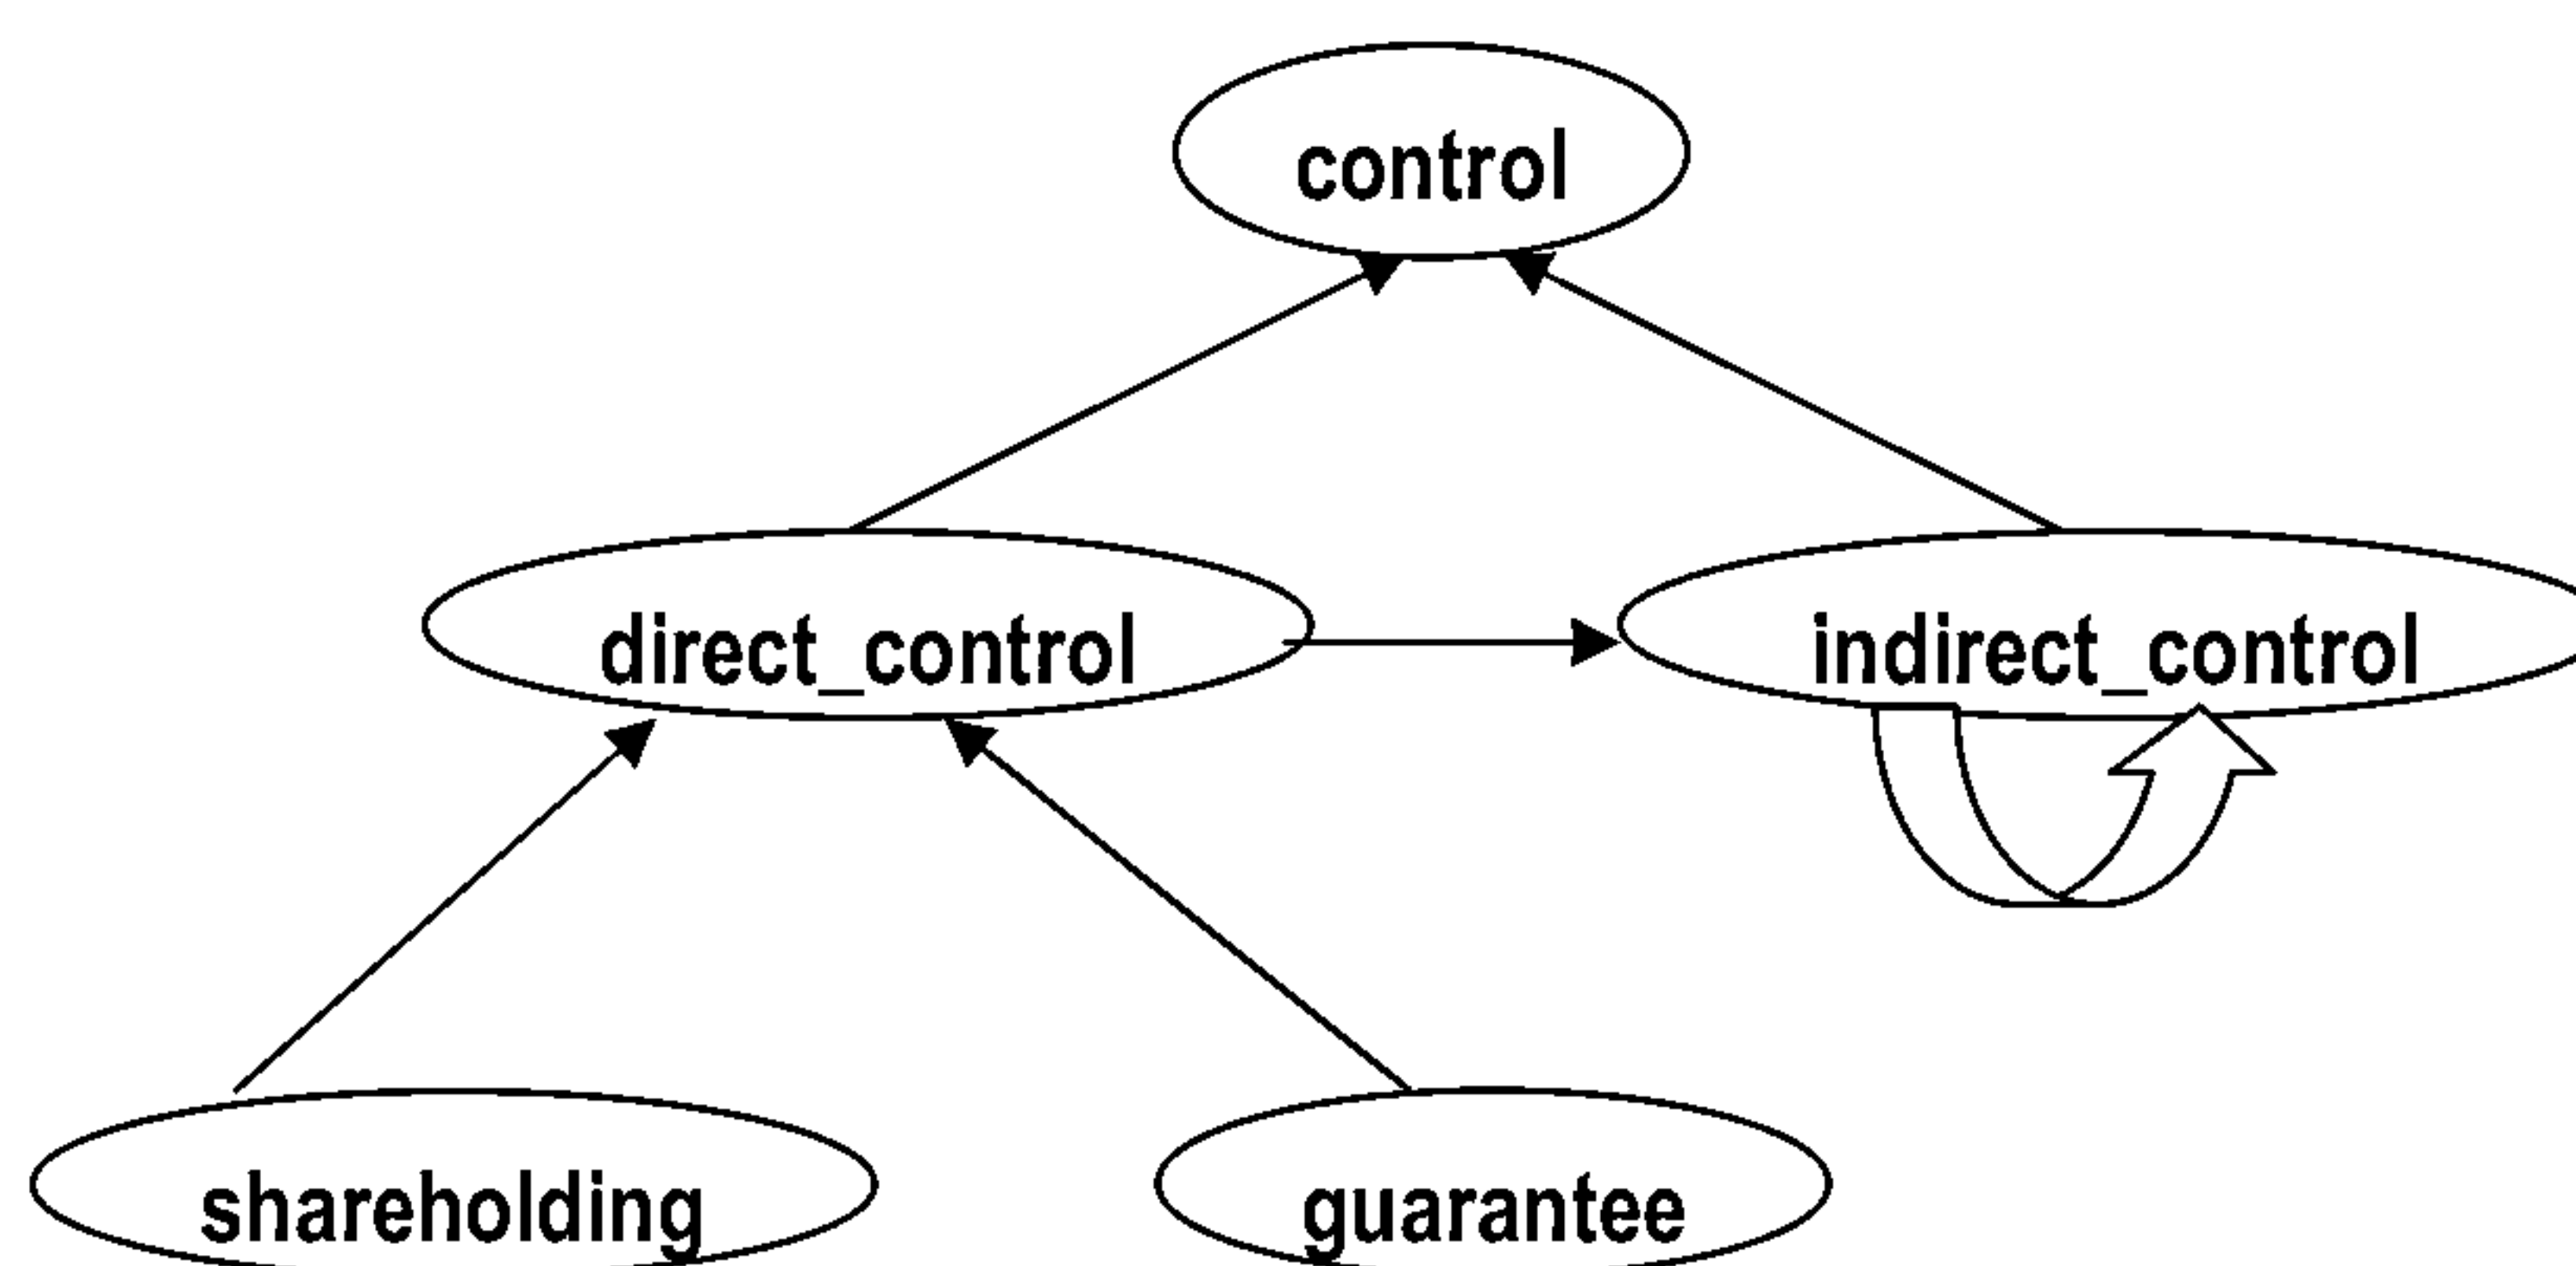 control
direct_control
indirect_control
shareholding
guarantee